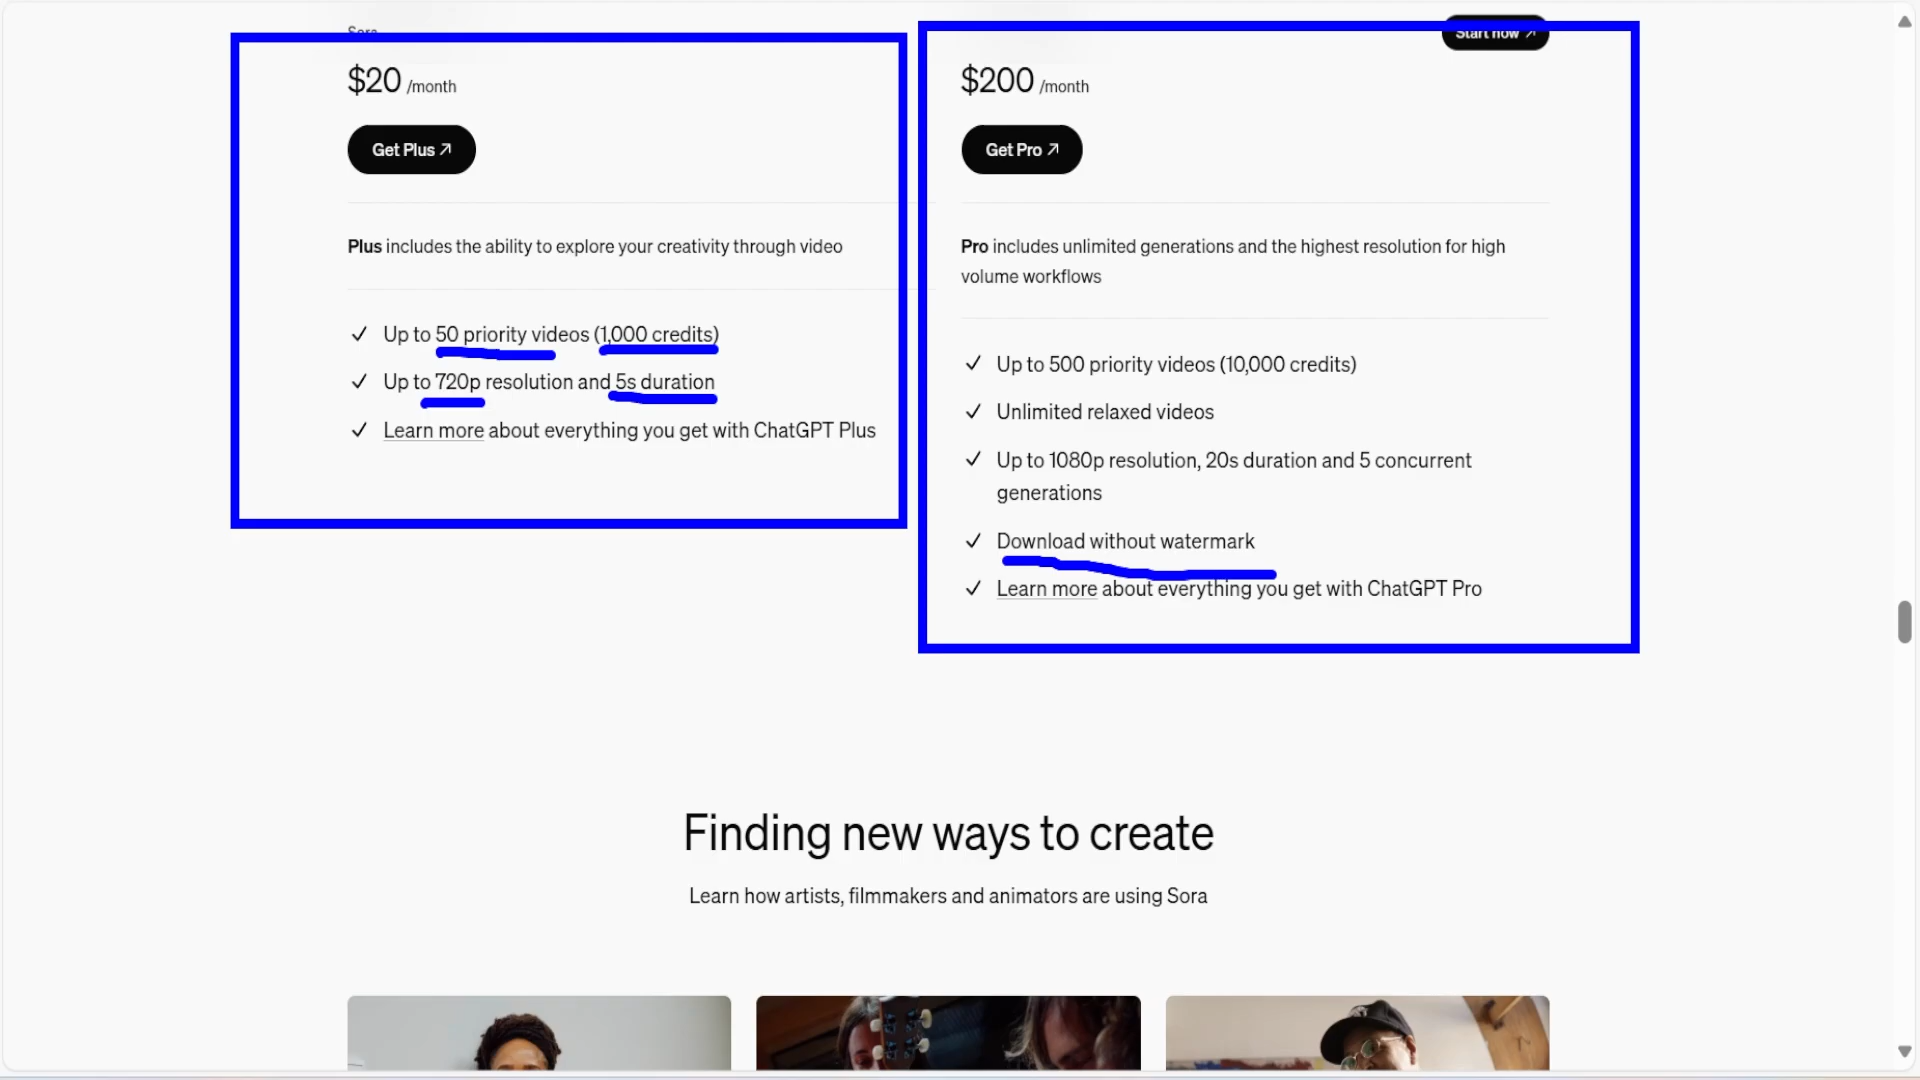 Sora
Start now ↗
$20 /month
Get Plus ↗
Plus includes the ability to explore your creativity through video
✓ Up to 50 priority videos (1,000 credits)
✓ Up to 720p resolution and 5s duration
✓ Learn more about everything you get with ChatGPT Plus
$200 /month
Get Pro ↗
Pro includes unlimited generations and the highest resolution for high
volume workflows
✓ Up to 500 priority videos (10,000 credits)
✓ Unlimited relaxed videos
✓ Up to 1080p resolution, 20s duration and 5 concurrent
generations
✓ Download without watermark
✓ Learn more about everything you get with ChatGPT Pro
Finding new ways to create
Learn how artists, filmmakers and animators are using Sora